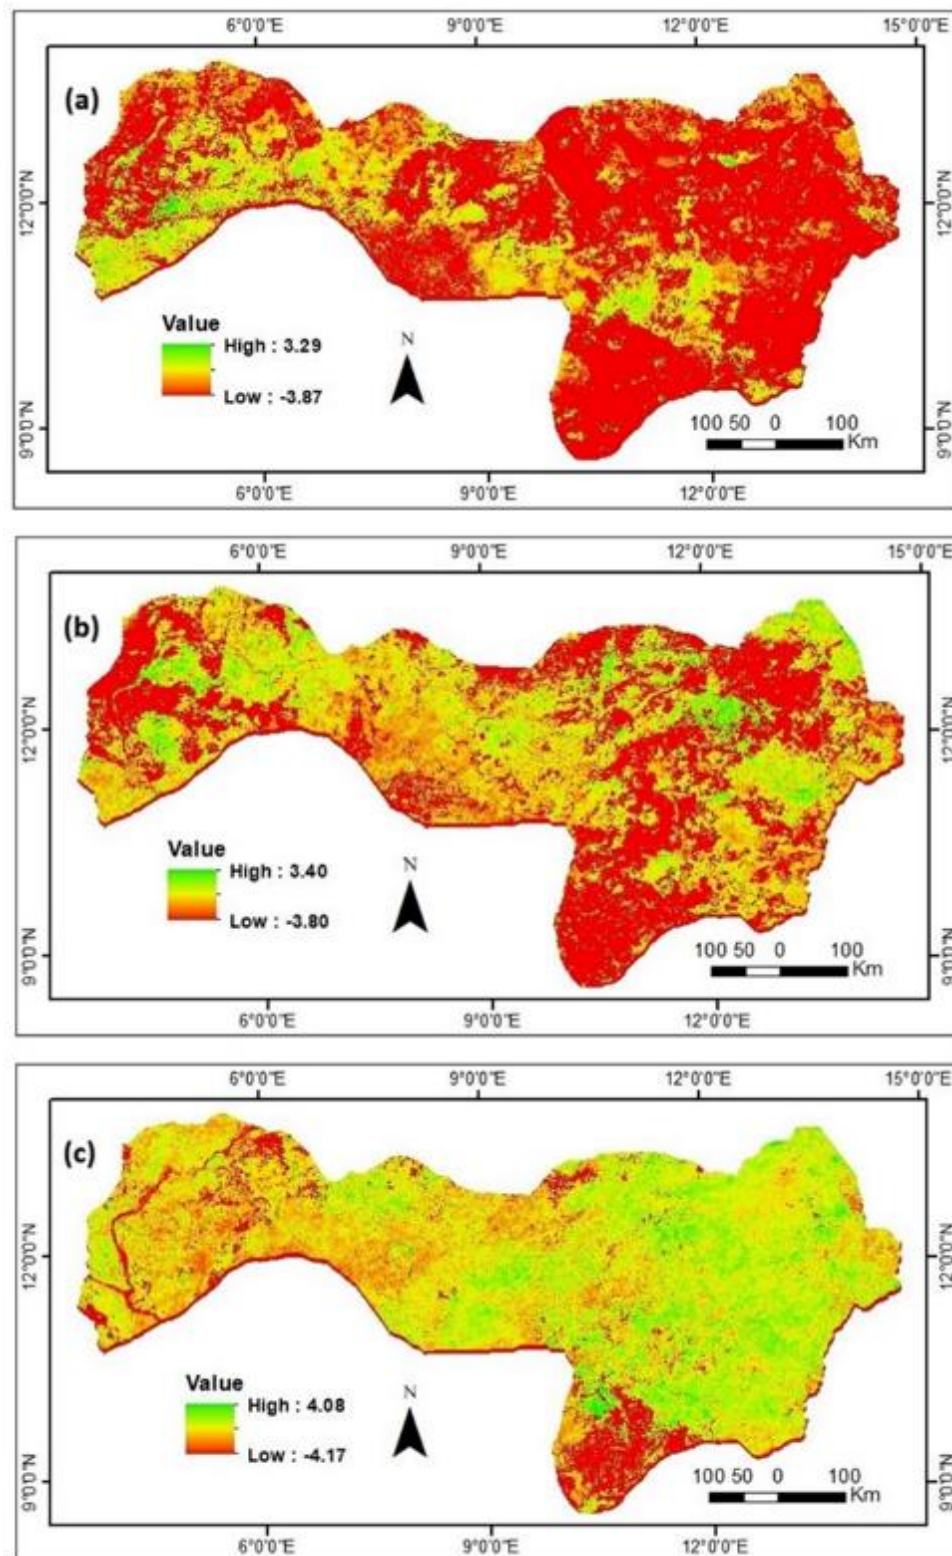 6°0'0"E 9°0'0"E 12°0'0"E 15°0'0"E
(a)
12°0'0"N 12°0'0"N
Value
High : 3.29
Low : -3.87
N
9°0'0"N 9°0'0"N
100 50 0 100
Km
6°0'0"E 9°0'0"E 12°0'0"E
6°0'0"E 9°0'0"E 12°0'0"E 15°0'0"E
(b)
12°0'0"N 12°0'0"N
Value
High : 3.40
Low : -3.80
N
9°0'0"N 9°0'0"N
100 50 0 100
Km
6°0'0"E 9°0'0"E 12°0'0"E
6°0'0"E 9°0'0"E 12°0'0"E 15°0'0"E
(c)
12°0'0"N 12°0'0"N
Value
High : 4.08
Low : -4.17
N
9°0'0"N 9°0'0"N
100 50 0 100
Km
6°0'0"E 9°0'0"E 12°0'0"E